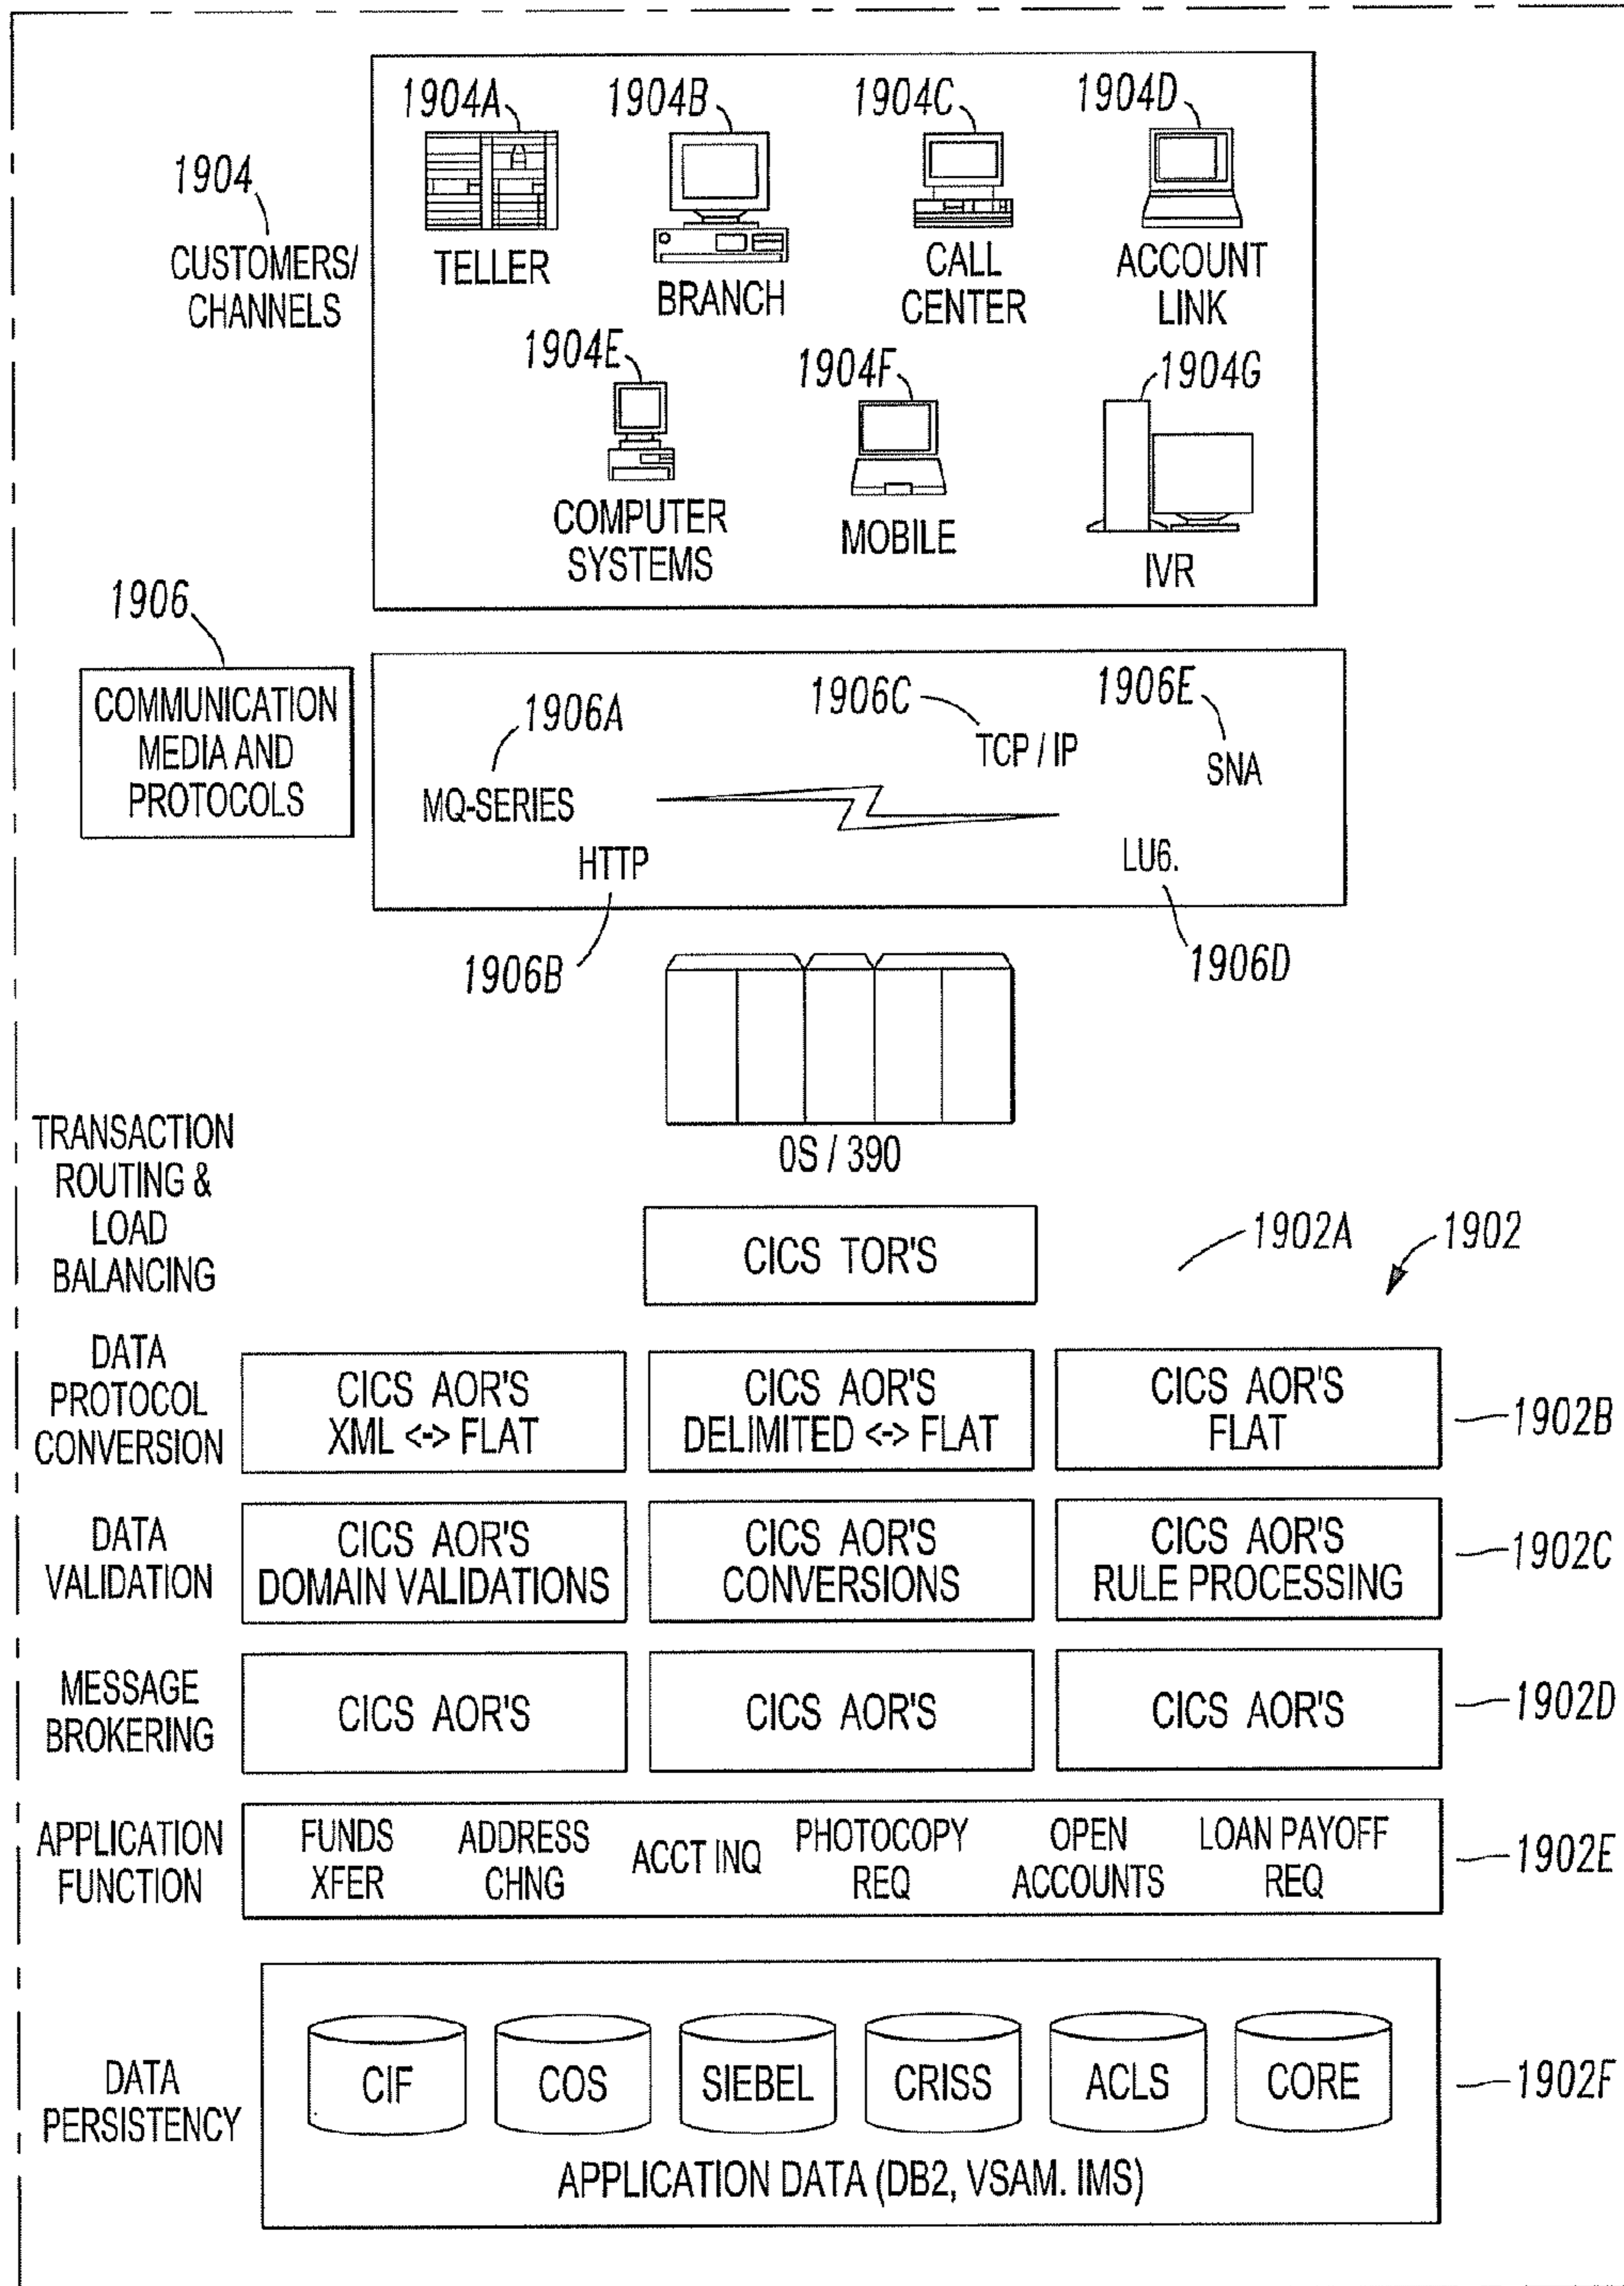 1904A
1904B
1904C
1904D
1904
CUSTOMERS/
CHANNELS
TELLER
BRANCH
CALL
CENTER
ACCOUNT
LINK
1904E
1904F
1904G
COMPUTER
SYSTEMS
MOBILE
IVR
1906
COMMUNICATION
MEDIA AND
PROTOCOLS
1906A
1906C
1906E
TCP / IP
SNA
MQ-SERIES
HTTP
LU6.
1906B
1906D
OS / 390
TRANSACTION
ROUTING &
LOAD
BALANCING
CICS TOR'S
1902A
1902
DATA
PROTOCOL
CONVERSION
CICS AOR'S
XML <-> FLAT
CICS AOR'S
DELIMITED <-> FLAT
CICS AOR'S
FLAT
1902B
DATA
VALIDATION
CICS AOR'S
DOMAIN VALIDATIONS
CICS AOR'S
CONVERSIONS
CICS AOR'S
RULE PROCESSING
1902C
MESSAGE
BROKERING
CICS AOR'S
CICS AOR'S
CICS AOR'S
1902D
APPLICATION
FUNCTION
FUNDS
XFER
ADDRESS
CHNG
ACCT INQ
PHOTOCOPY
REQ
OPEN
ACCOUNTS
LOAN PAYOFF
REQ
1902E
DATA
PERSISTENCY
CIF
COS
SIEBEL
CRISS
ACLS
CORE
1902F
APPLICATION DATA (DB2, VSAM. IMS)